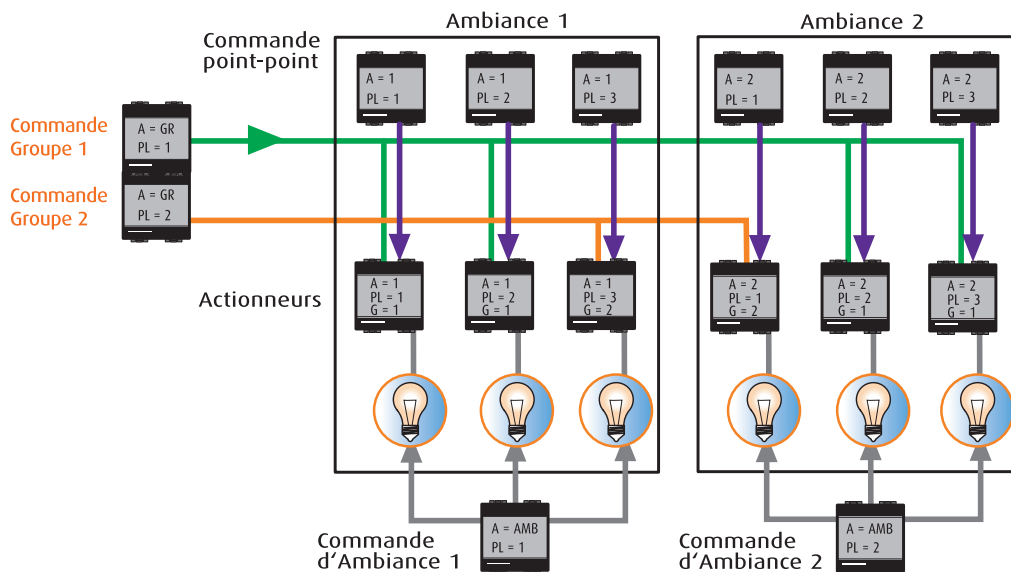 Ambiance 1
Ambiance 2
Commande
point-point
A = 1
PL = 1
A = 1
PL = 2
A = 1
PL = 3
A = 2
PL = 1
A = 2
PL = 2
A = 2
PL = 3
Commande
Groupe 1
A = GR
PL = 1
Commande
Groupe 2
A = GR
PL = 2
Actionneurs
A = 1
PL = 1
G = 1
A = 1
PL = 2
G = 1
A = 1
PL = 3
G = 2
A = 2
PL = 1
G = 2
A = 2
PL = 2
G = 1
A = 2
PL = 3
G = 1
Commande
d'Ambiance 1
A = AMB
PL = 1
Commande
d'Ambiance 2
A = AMB
PL = 2